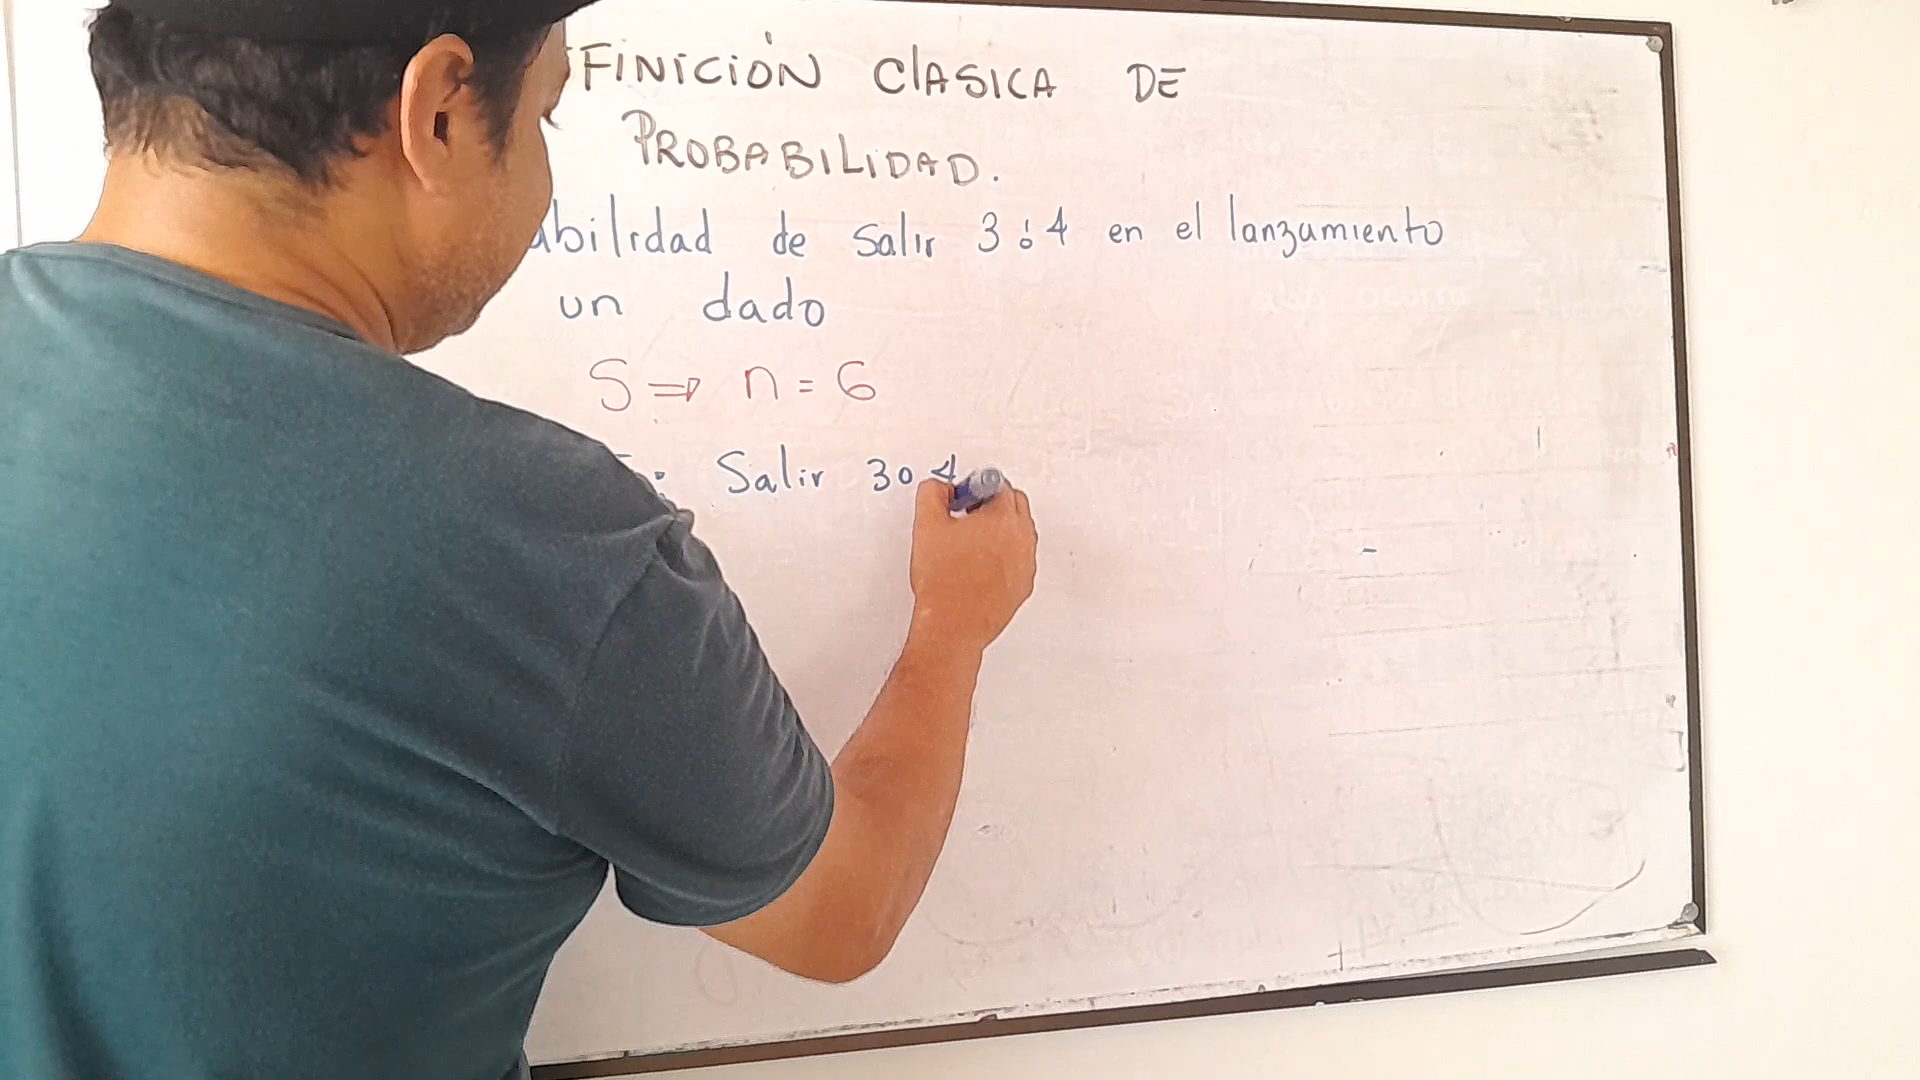 FINICIÓN CLASICA DE
PROBABILIDAD.
abilidad de Salir 3 ó 4 en el lanzamiento
un dado
S ⇒ n = 6
: Salir 3 o 4